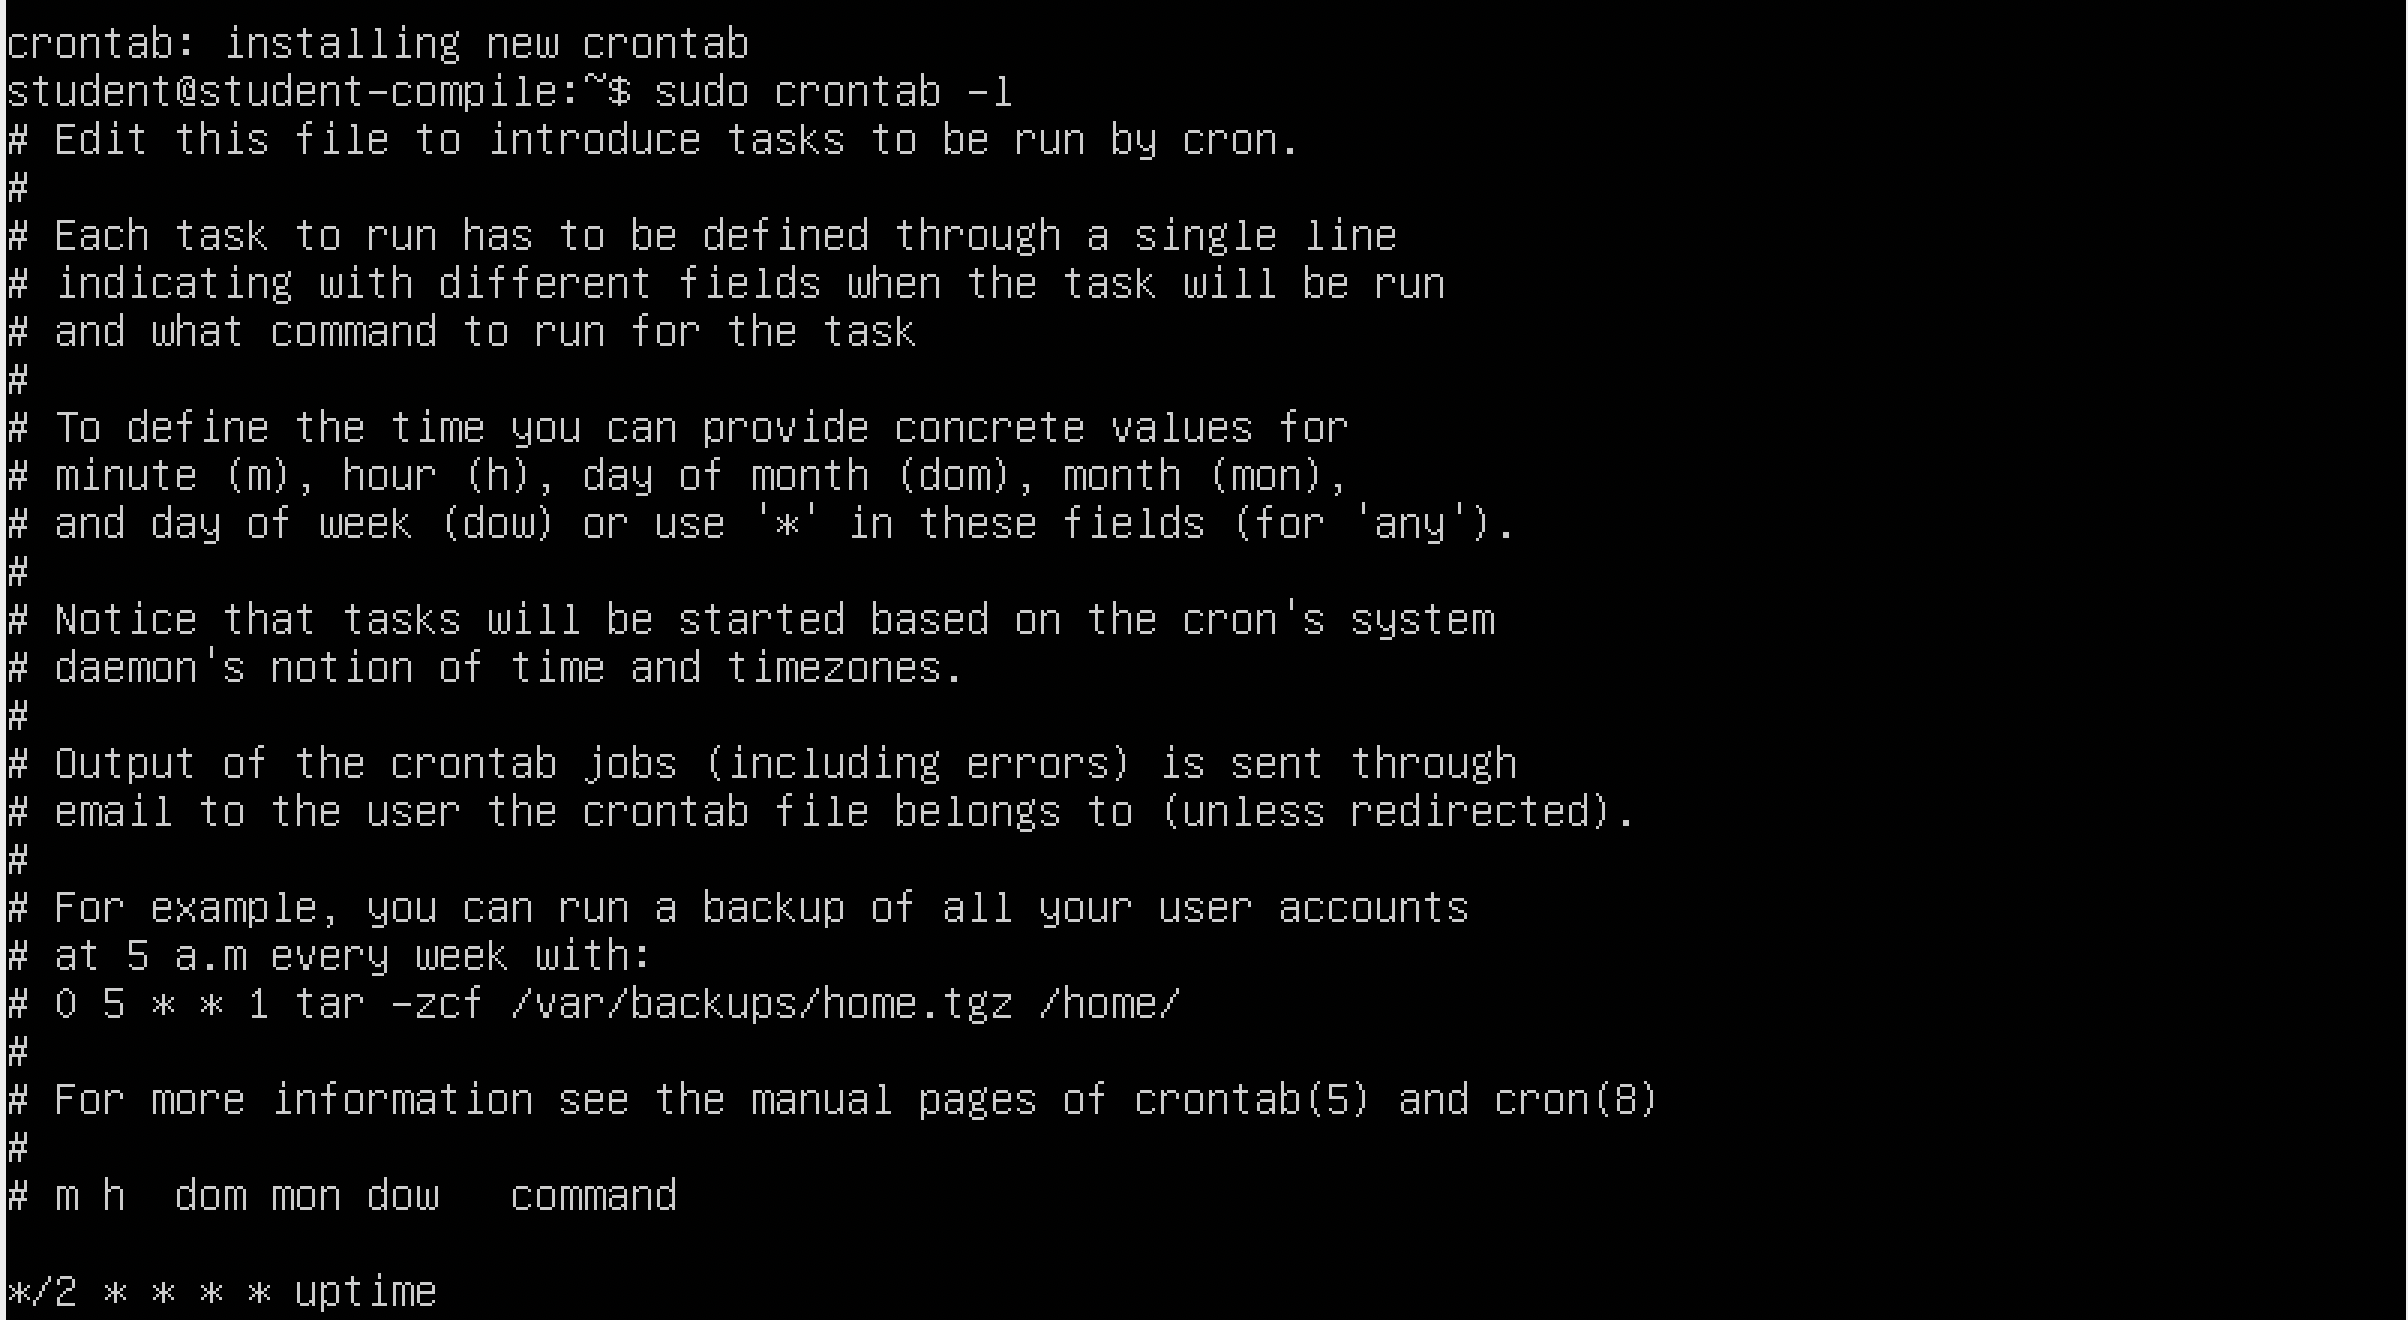 crontab: installing new crontab
student@student-compile:~$ sudo crontab -l
# Edit this file to introduce tasks to be run by cron.
#
# Each task to run has to be defined through a single line
# indicating with different fields when the task will be run
# and what command to run for the task
#
# To define the time you can provide concrete values for
# minute (m), hour (h), day of month (dom), month (mon),
# and day of week (dow) or use '*' in these fields (for 'any').
#
# Notice that tasks will be started based on the cron's system
# daemon's notion of time and timezones.
#
# Output of the crontab jobs (including errors) is sent through
# email to the user the crontab file belongs to (unless redirected).
#
# For example, you can run a backup of all your user accounts
# at 5 a.m every week with:
# 0 5 * * 1 tar -zcf /var/backups/home.tgz /home/
#
# For more information see the manual pages of crontab(5) and cron(8)
#
# m h  dom mon dow   command
*/2 * * * * uptime